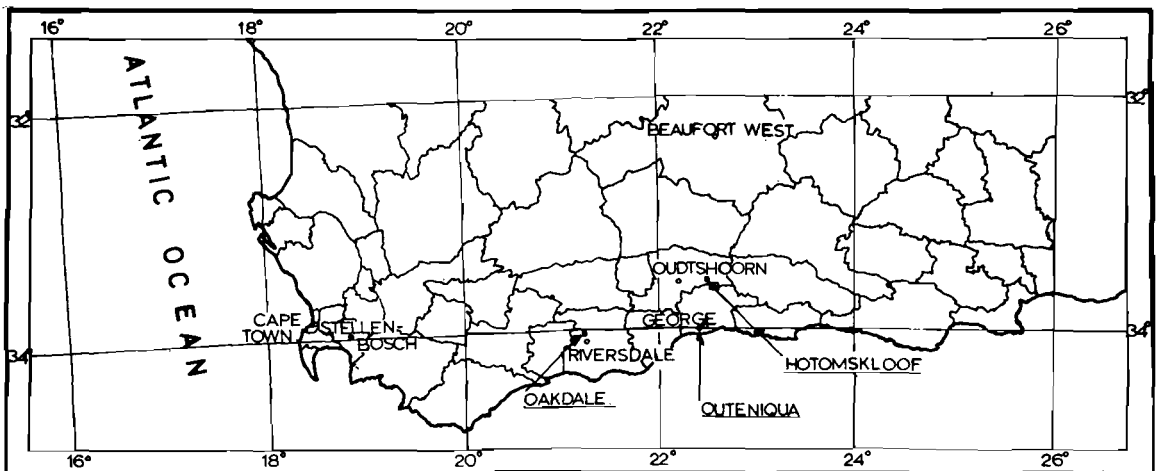 16° 18° 20° 22° 24° 26°
ATLANTIC OCEAN
32° 32°
BEAUFORT WEST
OUDTSHOORN
CAPE TOWN
STELLEN-
BOSCH
GEORGE
34° 34°
RIVERSDALE
HOTOMSKLOOF
OAKDALE
OUTENIQUA
16° 18° 20° 22° 24° 26°